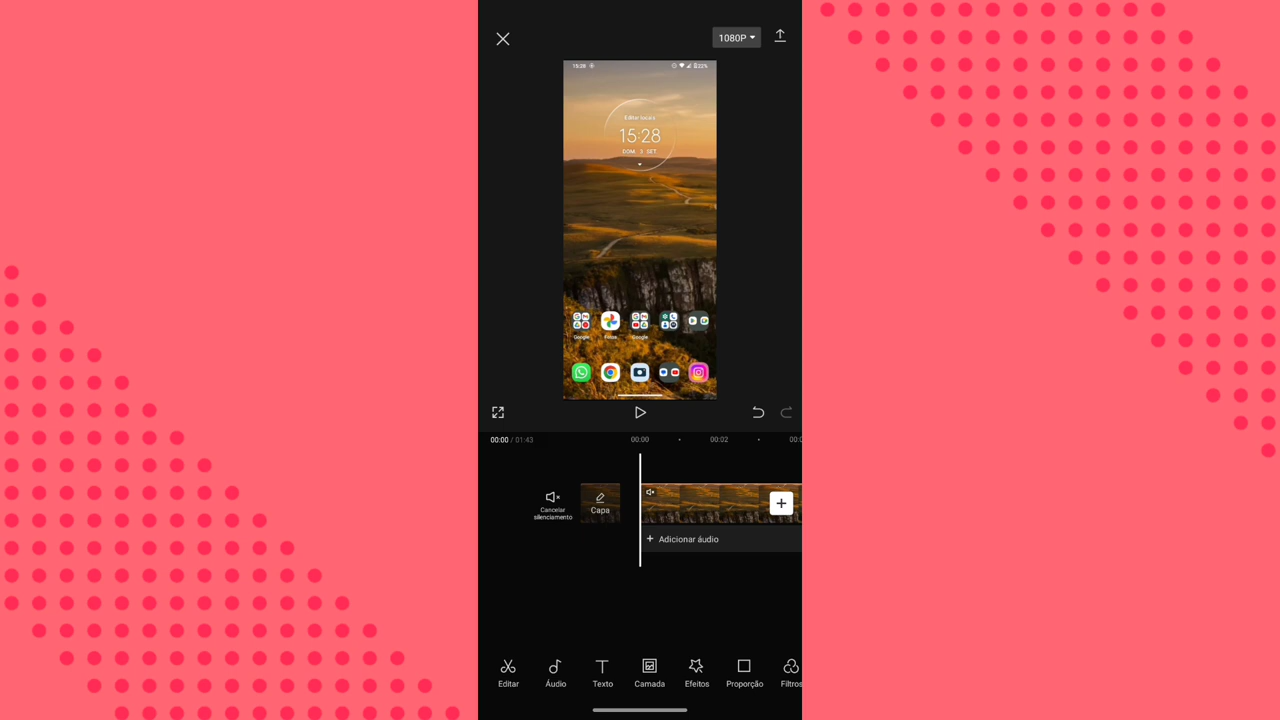 1080P
15:28
22%
Editar locais
15:28
DOM. 3 SET.
Google
Fotos
Google
00:00 / 01:43
00:00
00:02
Cancelar
silenciamento
Capa
+ Adicionar áudio
Editar
Áudio
Texto
Camada
Efeitos
Proporção
Filtros